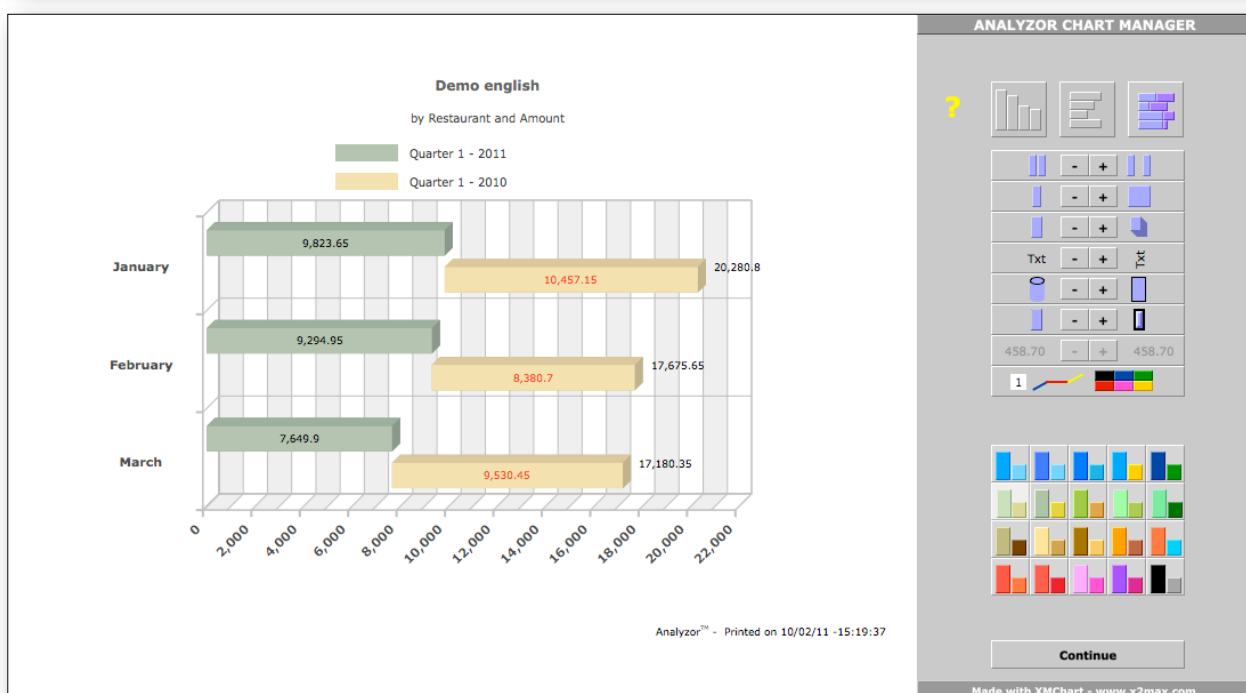 ANALYZOR CHART MANAGER
Demo english
by Restaurant and Amount
?
Quarter 1 - 2011
Quarter 1 - 2010
- +
- +
- +
Txt - + Txt
- +
- +
458.70 - + 458.70
1
January
9,823.65
10,457.15
20,280.8
February
9,294.95
8,380.7
17,675.65
March
7,649.9
9,530.45
17,180.35
0 2,000 4,000 6,000 8,000 10,000 12,000 14,000 16,000 18,000 20,000 22,000
Analyzor™ - Printed on 10/02/11 -15:19:37
Continue
Made with XMChart - www.x2max.com